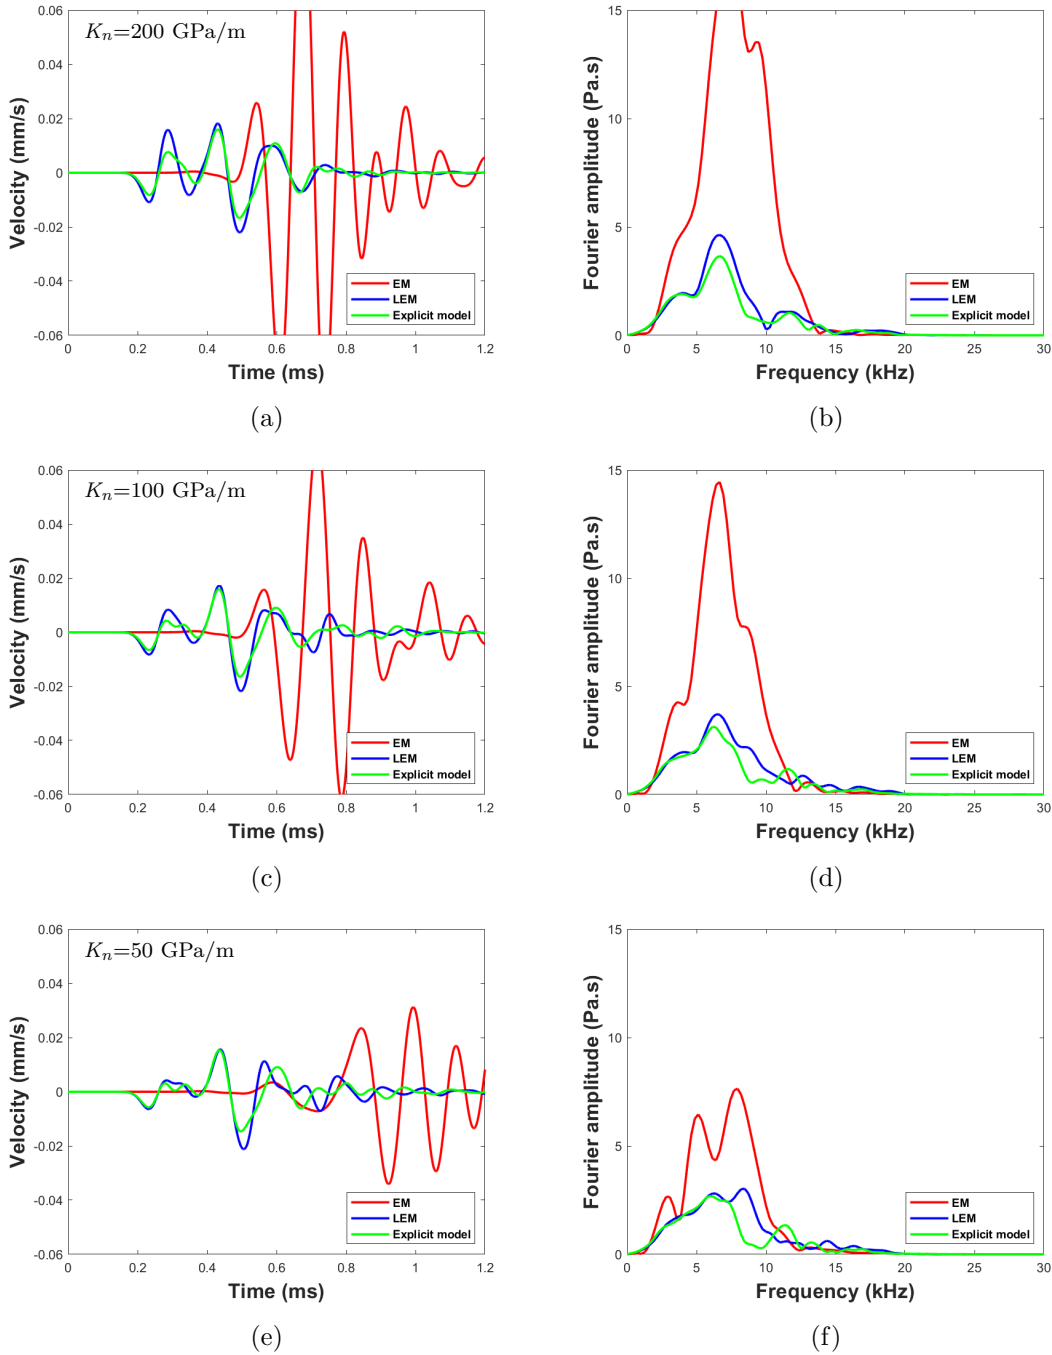 K_n=200 GPa/m
Velocity (mm/s)
0.06
0.04
0.02
0
-0.02
-0.04
-0.06
0 0.2 0.4 0.6 0.8 1 1.2
Time (ms)
EM
LEM
Explicit model
(a)
Fourier amplitude (Pa.s)
15
10
5
0
0 5 10 15 20 25 30
Frequency (kHz)
EM
LEM
Explicit model
(b)
K_n=100 GPa/m
Velocity (mm/s)
0.06
0.04
0.02
0
-0.02
-0.04
-0.06
0 0.2 0.4 0.6 0.8 1 1.2
Time (ms)
EM
LEM
Explicit model
(c)
Fourier amplitude (Pa.s)
15
10
5
0
0 5 10 15 20 25 30
Frequency (kHz)
EM
LEM
Explicit model
(d)
K_n=50 GPa/m
Velocity (mm/s)
0.06
0.04
0.02
0
-0.02
-0.04
-0.06
0 0.2 0.4 0.6 0.8 1 1.2
Time (ms)
EM
LEM
Explicit model
(e)
Fourier amplitude (Pa.s)
15
10
5
0
0 5 10 15 20 25 30
Frequency (kHz)
EM
LEM
Explicit model
(f)